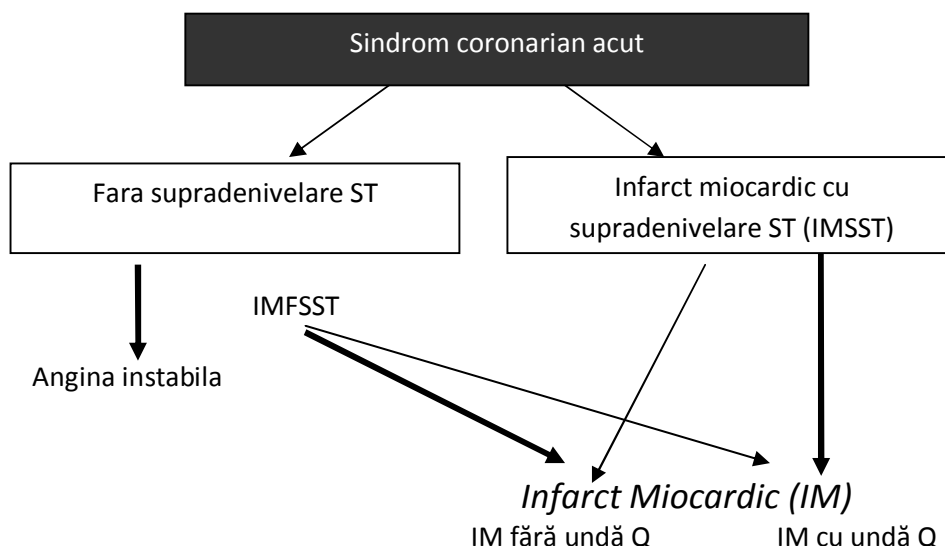 Sindrom coronarian acut
Fara supradenivelare ST
Infarct miocardic cu
supradenivelare ST (IMSST)
IMFSST
Angina instabila
Infarct Miocardic (IM)
IM fără undă Q
IM cu undă Q